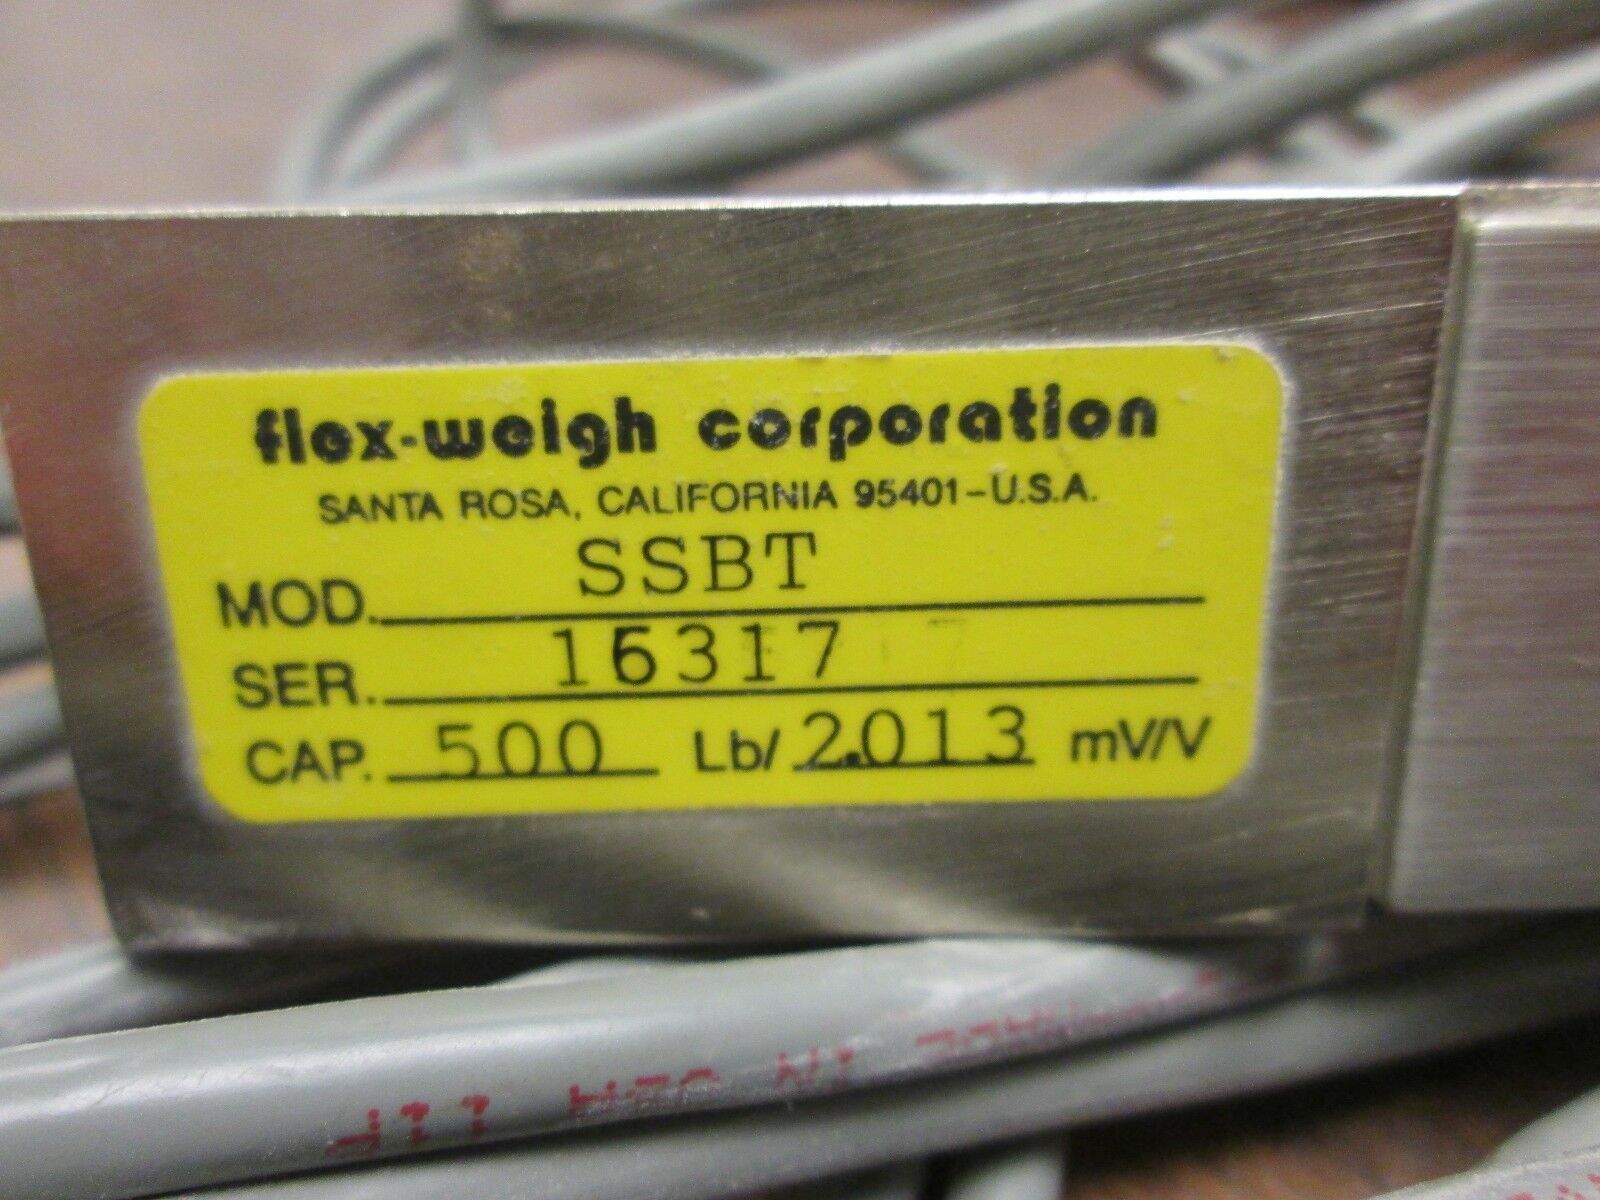 flex-weigh corporation
SANTA ROSA, CALIFORNIA 95401-U.S.A.
MOD. SSBT
SER. 16317
CAP. 500 Lb/ 2.013 mV/V